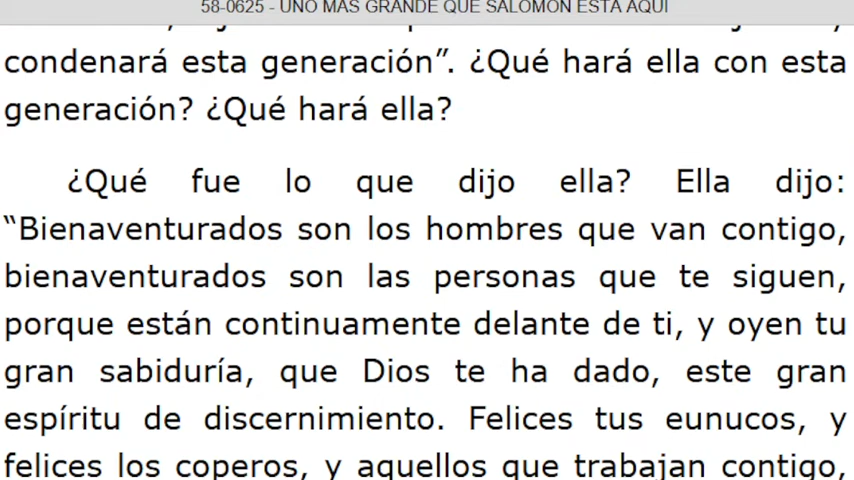 58-0625 - UNO MAS GRANDE QUE SALOMON ESTA AQUI
condenará esta generación”. ¿Qué hará ella con esta
generación? ¿Qué hará ella?
¿Qué fue lo que dijo ella? Ella dijo:
“Bienaventurados son los hombres que van contigo,
bienaventurados son las personas que te siguen,
porque están continuamente delante de ti, y oyen tu
gran sabiduría, que Dios te ha dado, este gran
espíritu de discernimiento. Felices tus eunucos, y
felices los coperos, y aquellos que trabajan contigo,